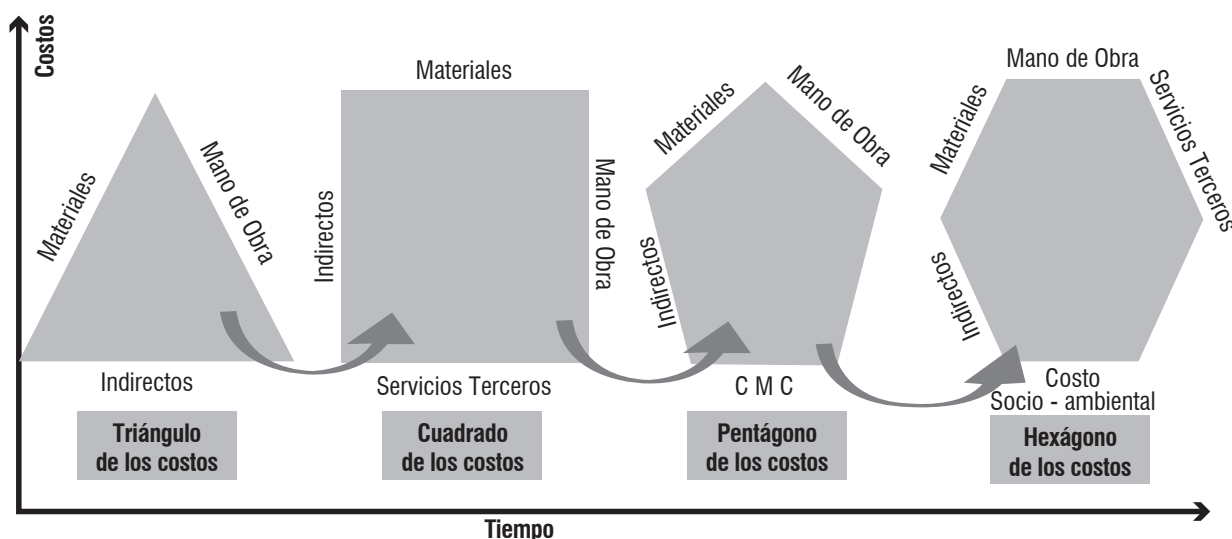 Costos
Materiales
Mano de Obra
Indirectos
Triángulo
de los costos
Materiales
Indirectos
Mano de Obra
Servicios Terceros
Cuadrado
de los costos
Materiales
Mano de Obra
Indirectos
C M C
Pentágono
de los costos
Mano de Obra
Materiales
Servicios Terceros
Indirectos
Costo
Socio - ambiental
Hexágono
de los costos
Tiempo